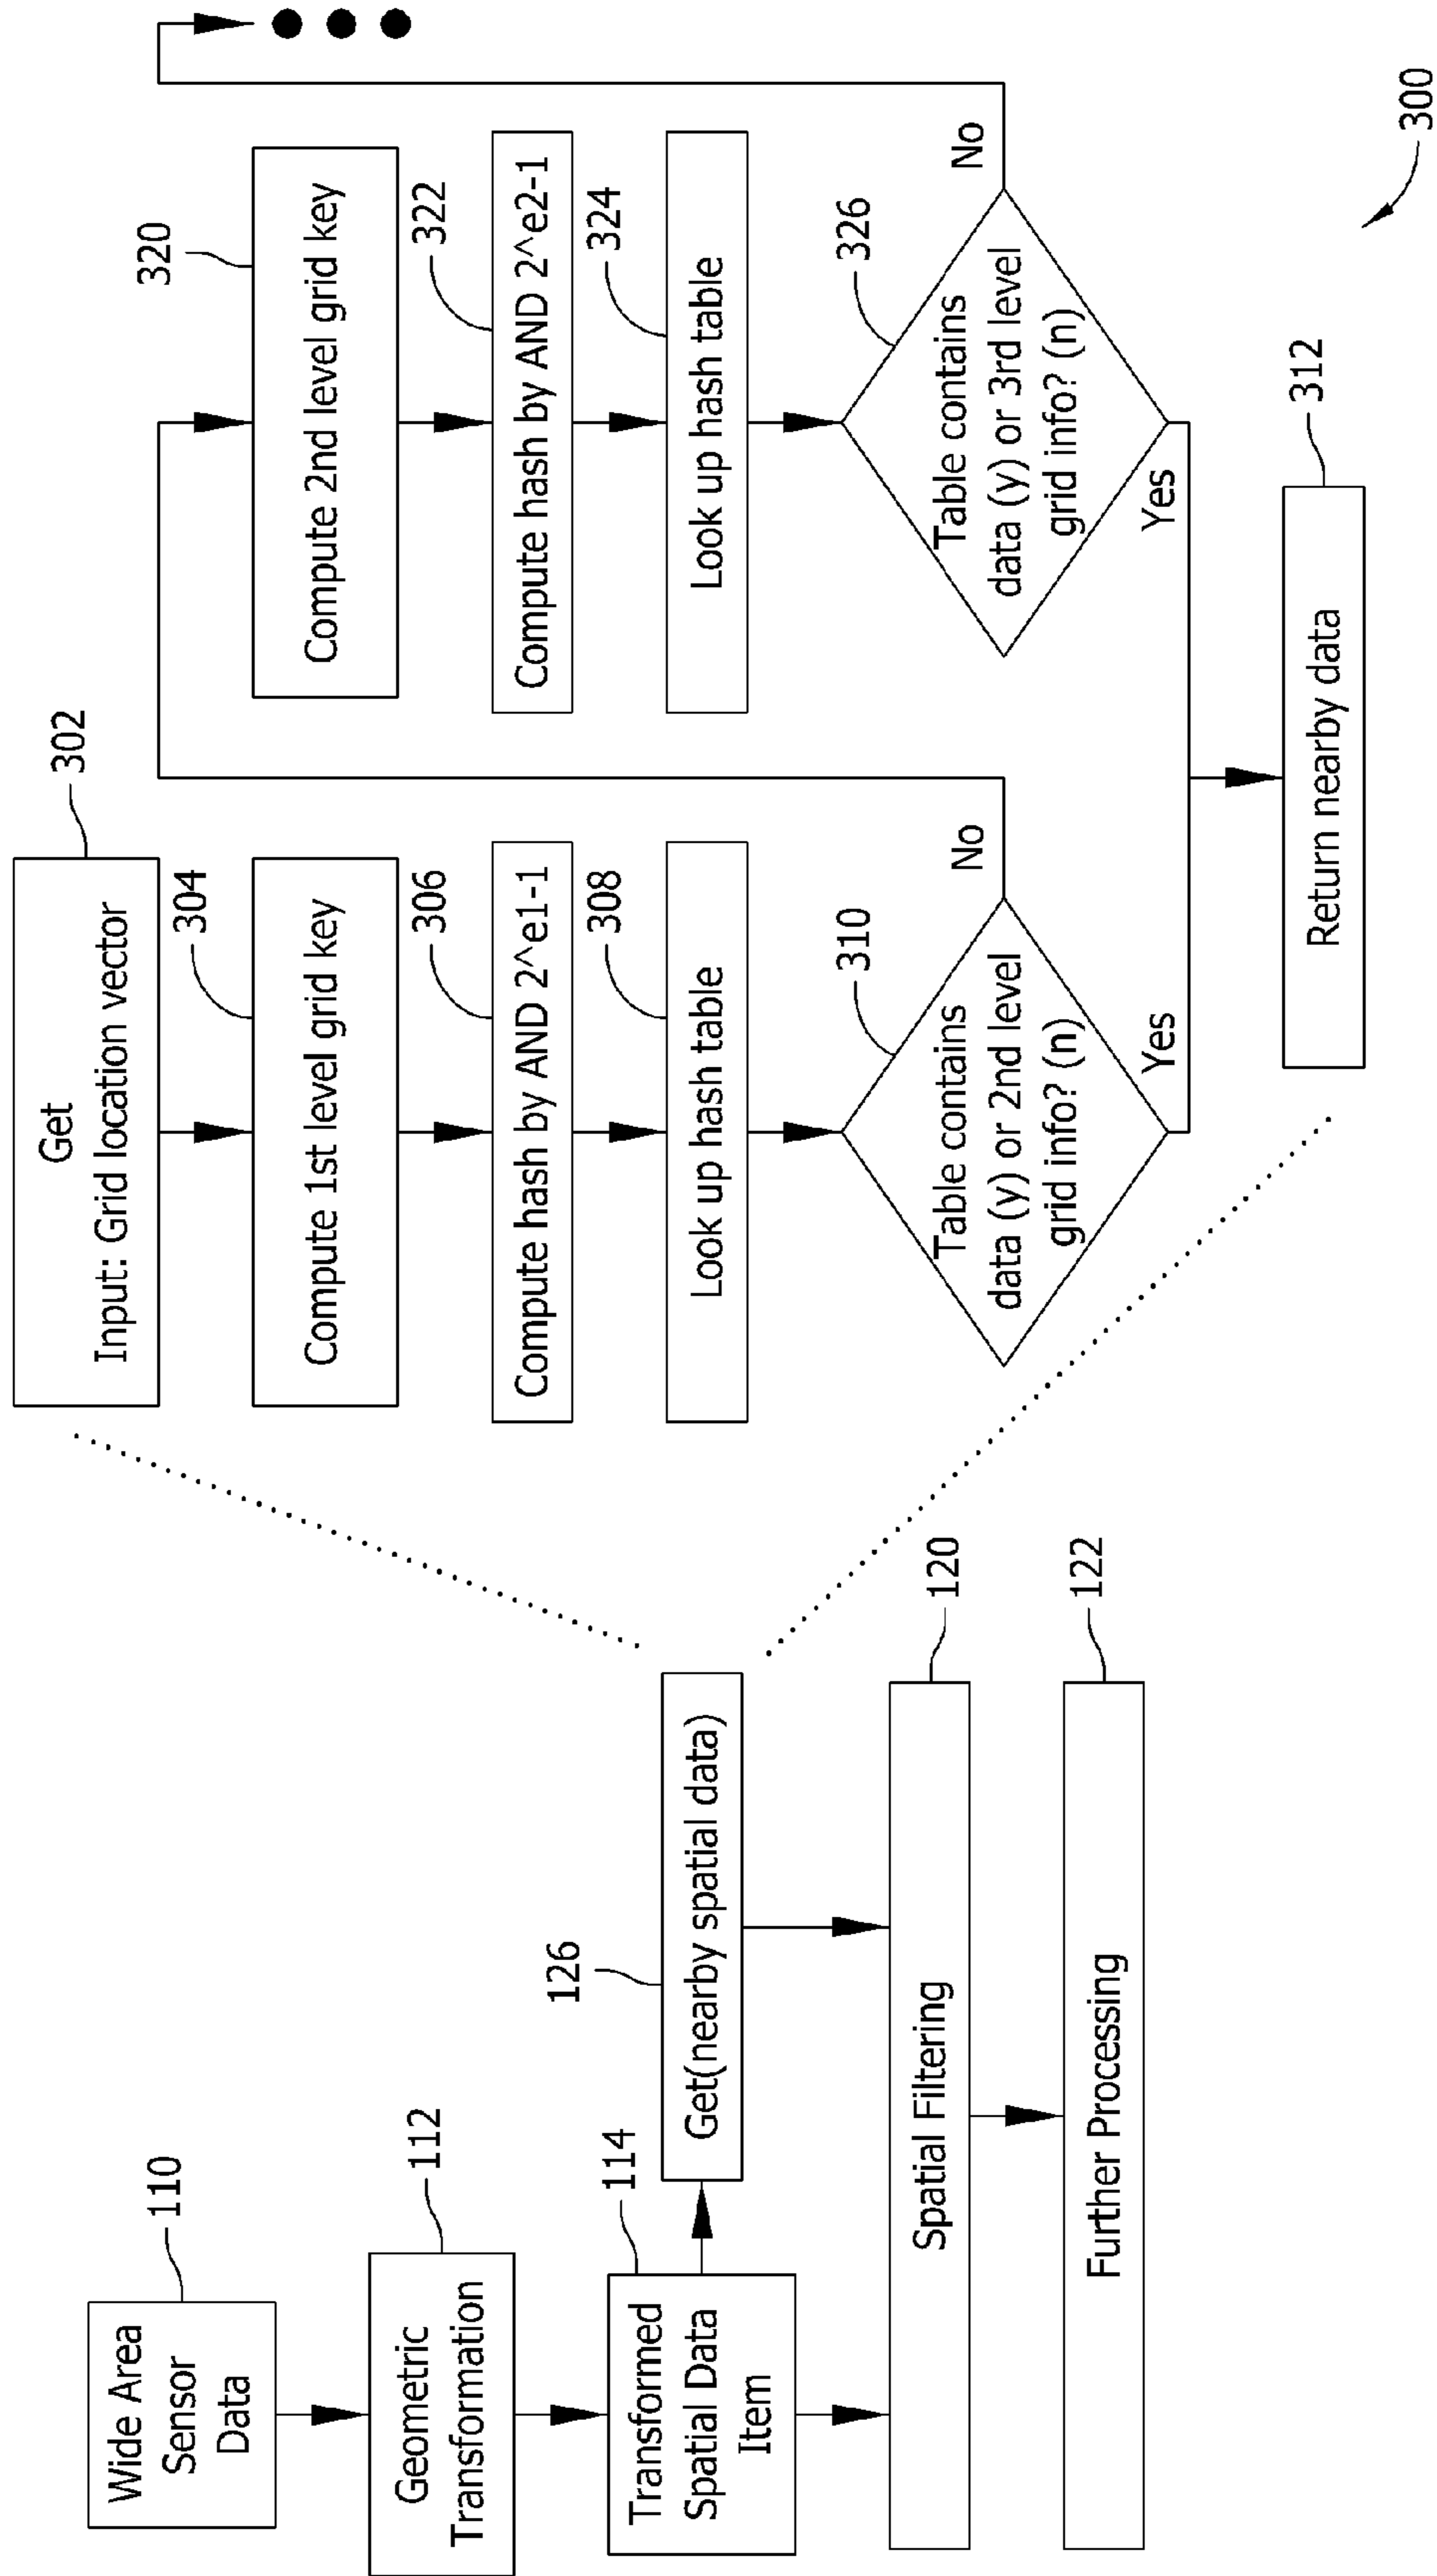 110
Wide Area
Sensor
Data
112
Geometric
Transformation
114
Transformed
Spatial Data
Item
126
Get(nearby spatial data)
120
Spatial Filtering
122
Further Processing
302
Get
Input: Grid location vector
304
Compute 1st level grid key
306
Compute hash by AND 2^e1-1
308
Look up hash table
310
Table contains
data (y) or 2nd level
grid info? (n)
No
Yes
320
Compute 2nd level grid key
322
Compute hash by AND 2^e2-1
324
Look up hash table
326
Table contains
data (y) or 3rd level
grid info? (n)
No
Yes
312
Return nearby data
300